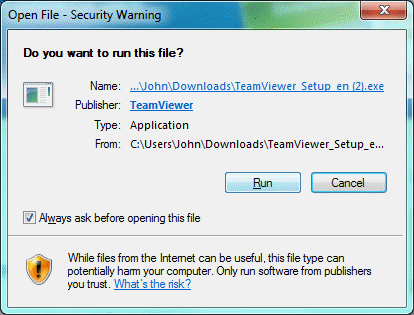 Open File - Security Warning
Do you want to run this file?
Name: ...\John\Downloads\TeamViewer_Setup_en (2).exe
Publisher: TeamViewer
Type: Application
From: C:\Users\John\Downloads\TeamViewer_Setup_e...
Run Cancel
Always ask before opening this file
While files from the Internet can be useful, this file type can
potentially harm your computer. Only run software from publishers
you trust. What's the risk?